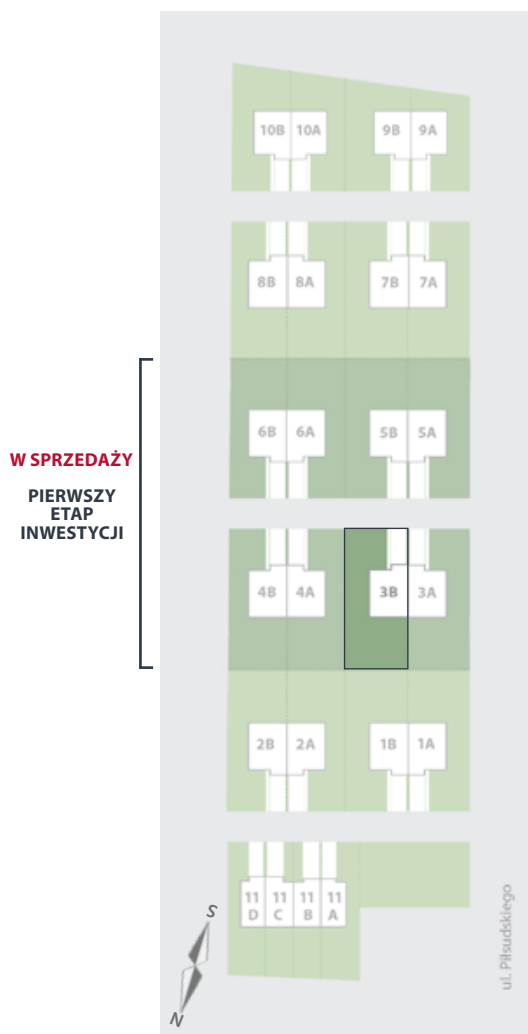 10B 10A 9B 9A
8B 8A 7B 7A
6B 6A 5B 5A
W SPRZEDAŻY
PIERWSZY
ETAP
INWESTYCJI
4B 4A 3B 3A
2B 2A 1B 1A
11 11 11 11
D C B A
S
N
ul. Piłsudskiego